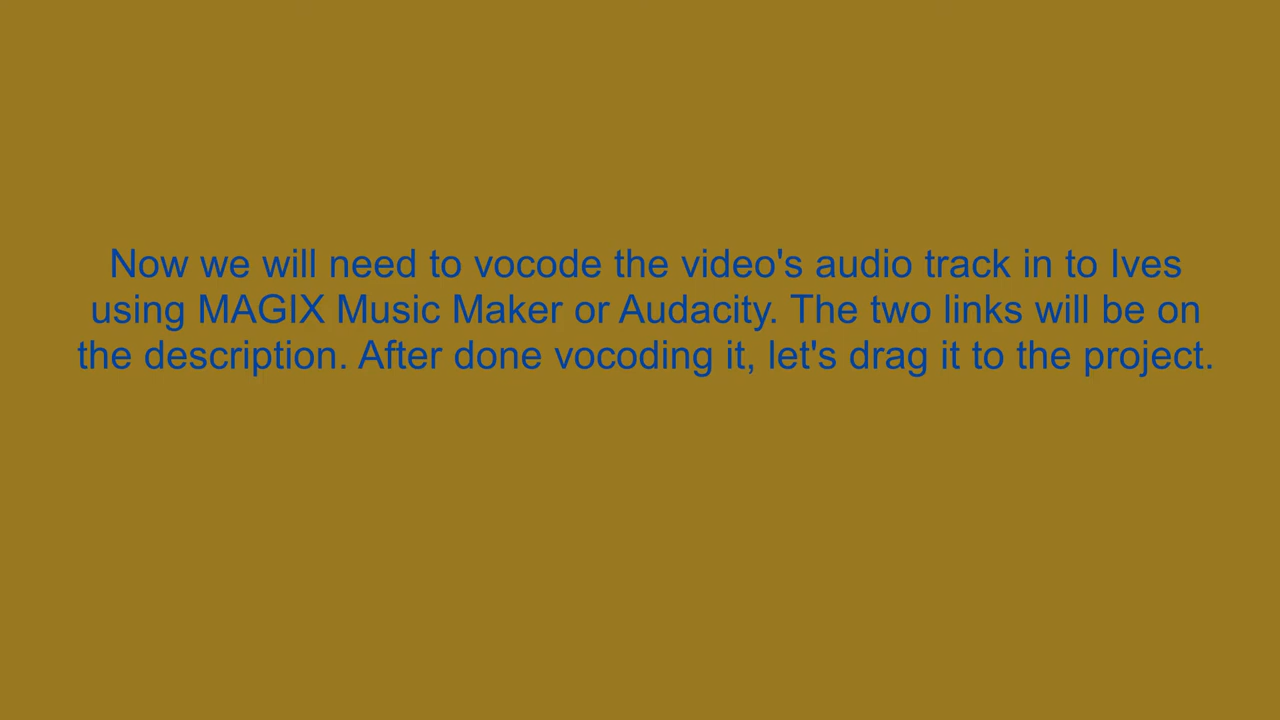 Now we will need to vocode the video's audio track in to Ives
using MAGIX Music Maker or Audacity. The two links will be on
the description. After done vocoding it, let's drag it to the project.